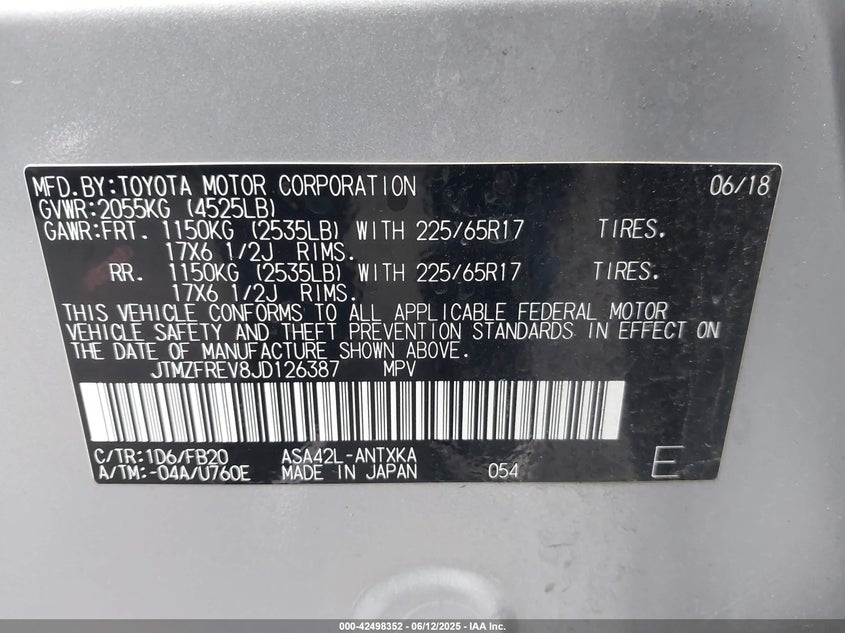 MFD.BY:TOYOTA MOTOR CORPORATION 06/18
GVWR:2055KG (4525LB)
GAWR:FRT. 1150KG (2535LB) WITH 225/65R17 TIRES.
17X6 1/2J RIMS.
RR. 1150KG (2535LB) WITH 225/65R17 TIRES.
17X6 1/2J RIMS.
THIS VEHICLE CONFORMS TO ALL APPLICABLE FEDERAL MOTOR
VEHICLE SAFETY AND THEFT PREVENTION STANDARDS IN EFFECT ON
THE DATE OF MANUFACTURE SHOWN ABOVE.
JTMZFREV8JD126387 MPV
C/TR:1D6/FB20 ASA42L-ANTXKA
A/TM:-04A/U760E MADE IN JAPAN 054 E
000-42498352 - 06/12/2025 - IAA Inc.